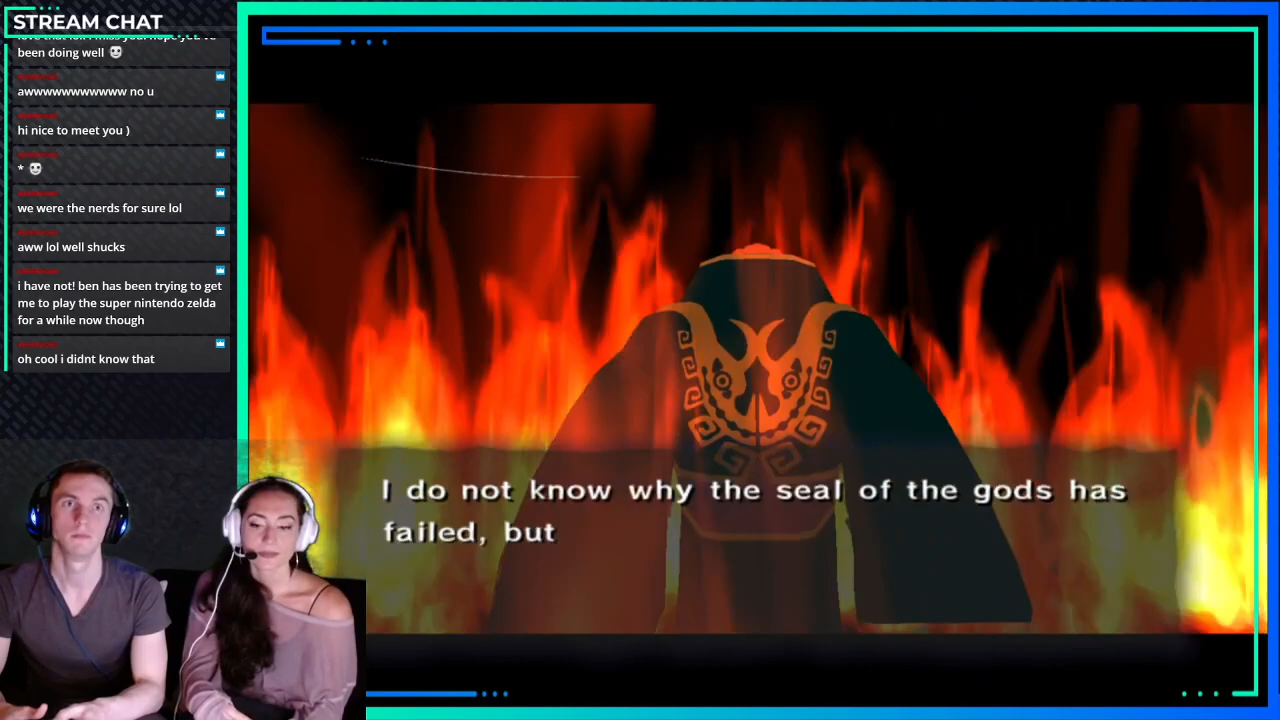 STREAM CHAT
been doing well
awwwwwwwwwww no u
hi nice to meet you )
*
we were the nerds for sure lol
aww lol well shucks
i have not! ben has been trying to get
me to play the super nintendo zelda
for a while now though
oh cool i didnt know that
I do not know why the seal of the gods has
failed, but